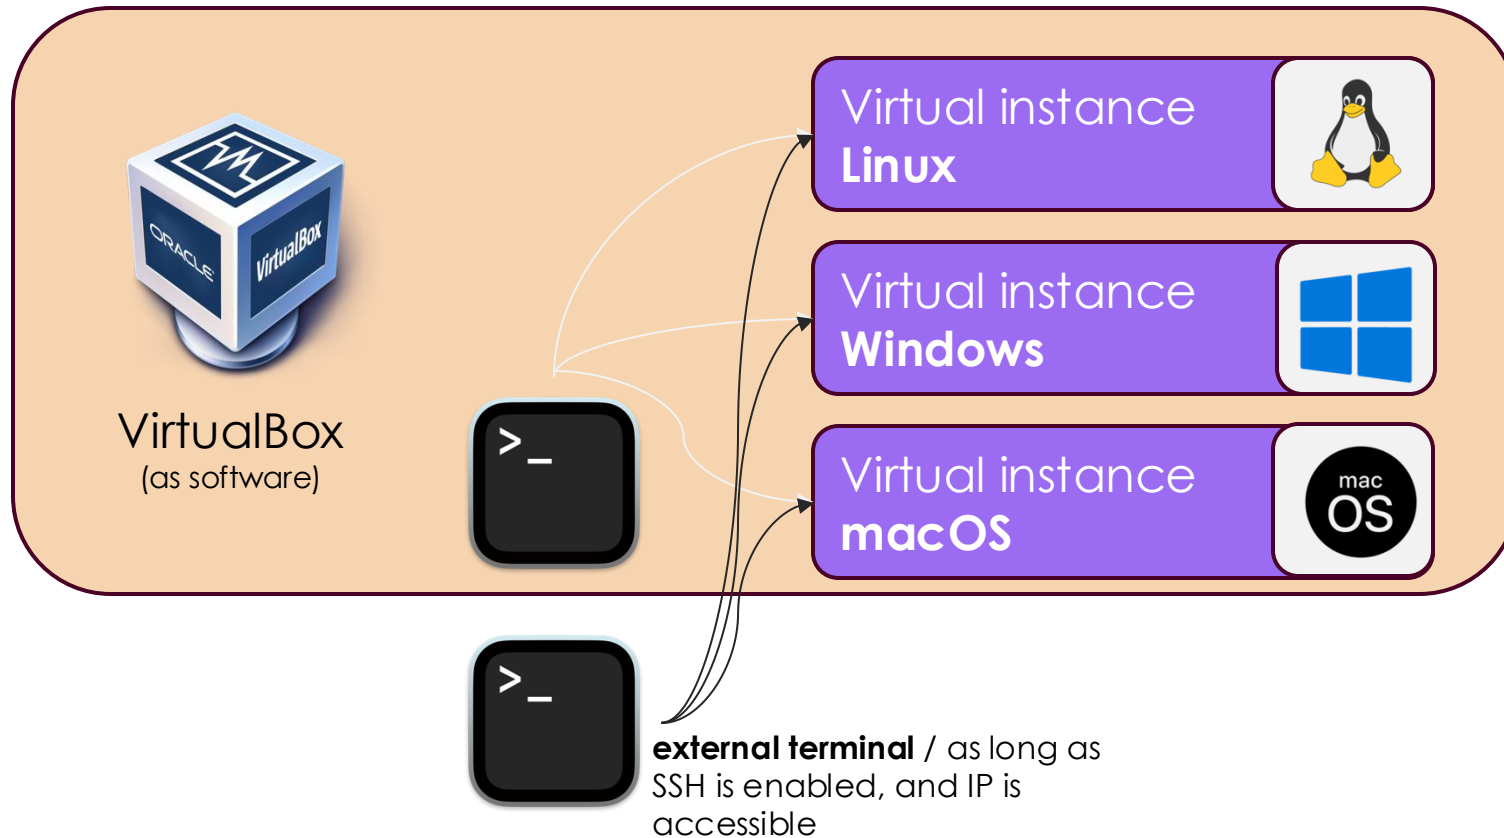 ORACLE
VirtualBox
VirtualBox
(as software)
>_
Virtual instance
Linux
Virtual instance
Windows
Virtual instance
macOS
mac
OS
>_
external terminal / as long as
SSH is enabled, and IP is
accessible